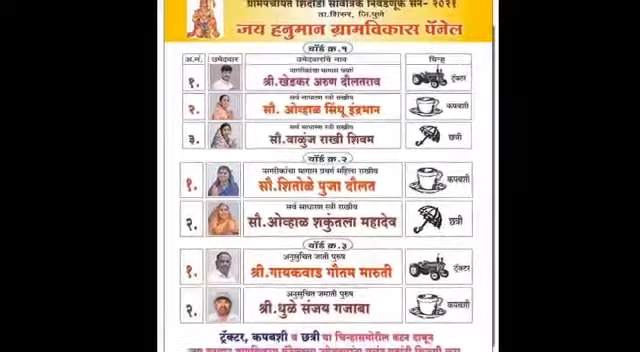 ग्रामपंचायत शिंदोडी सार्वत्रिक निवडणूक सन- २०२१
ता.शिरुर, जि.पुणे
जय हनुमान ग्रामविकास पॅनेल
वॉर्ड क्र.१
अ.नं. उमेदवार उमेदवाराचे नाव चिन्ह
नागरीकांचा मागास प्रवर्ग
१. श्री.खेडकर अरुण दौलतराव ट्रॅक्टर
सर्व साधारण स्त्री राखीव
२. सौ. ओव्हाळ सिंधू इंद्रभान कपबशी
सर्व साधारण स्त्री राखीव
३. सौ.वाळुंज राखी शिवम छत्री
वॉर्ड क्र.२
नागरीकांचा मागास प्रवर्ग महिला राखीव
१. सौ.शितोळे पुजा दौलत कपबशी
सर्व साधारण स्त्री राखीव
२. सौ.ओव्हाळ शकुंतला महादेव छत्री
वॉर्ड क्र.३
अनुसुचित जाती पुरुष
१. श्री.गायकवाड गौतम मारुती ट्रॅक्टर
अनुसुचित जमाती पुरुष
२. श्री.धुळे संजय गजाबा कपबशी
ट्रॅक्टर, कपबशी व छत्री या चिन्हासमोरील बटन दाबून